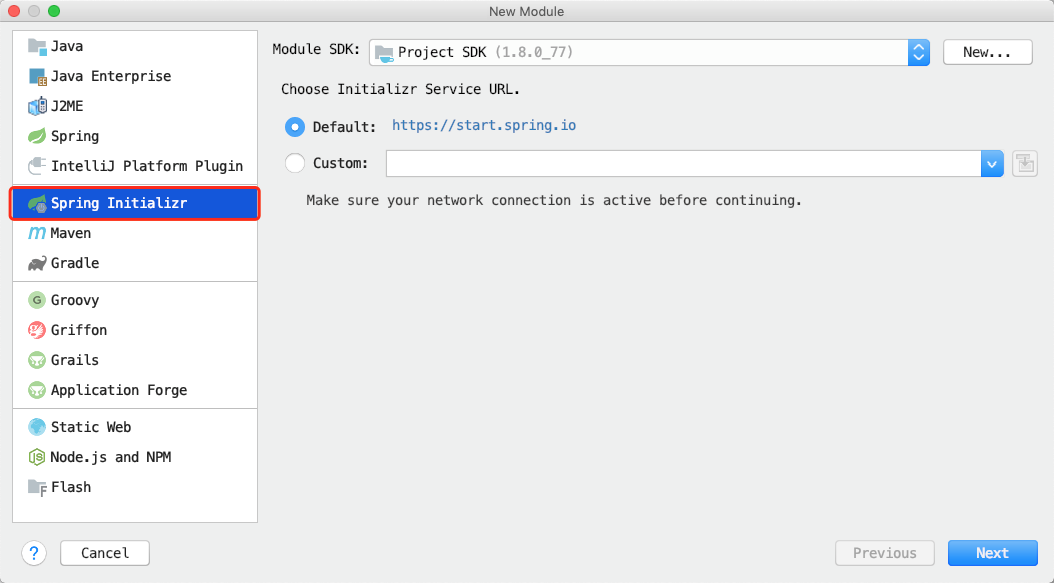 New Module
Java
Java Enterprise
J2ME
Spring
IntelliJ Platform Plugin
Spring Initializr
Maven
Gradle
Groovy
Griffon
Grails
Application Forge
Static Web
Node.js and NPM
Flash
Module SDK: Project SDK (1.8.0_77) New...
Choose Initializr Service URL.
Default: https://start.spring.io
Custom:
Make sure your network connection is active before continuing.
? Cancel Previous Next